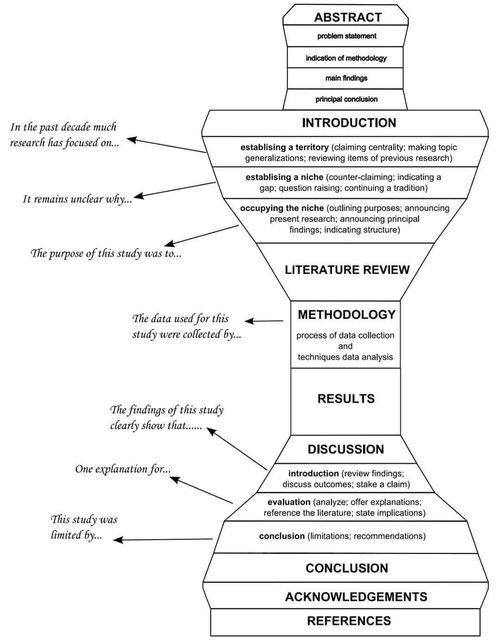 ABSTRACT
problem statement
indication of methodology
main findings
principal conclusion
INTRODUCTION
In the past decade much
research has focused on...
establising a territory (claiming centrality; making topic
generalizations; reviewing items of previous research)
establising a niche (counter-claiming; indicating a
gap; question raising; continuing a tradition)
It remains unclear why...
occupying the niche (outlining purposes; announcing
present research; announcing principal
findings; indicating structure)
The purpose of this study was to...
LITERATURE REVIEW
METHODOLOGY
The data used for this
study were collected by...
process of data collection
and
techniques data analysis
RESULTS
The findings of this study
clearly show that......
DISCUSSION
introduction (review findings;
discuss outcomes; stake a claim)
One explanation for...
evaluation (analyze; offer explanations;
reference the literature; state implications)
This study was
limited by...
conclusion (limitations; recommendations)
CONCLUSION
ACKNOWLEDGEMENTS
REFERENCES